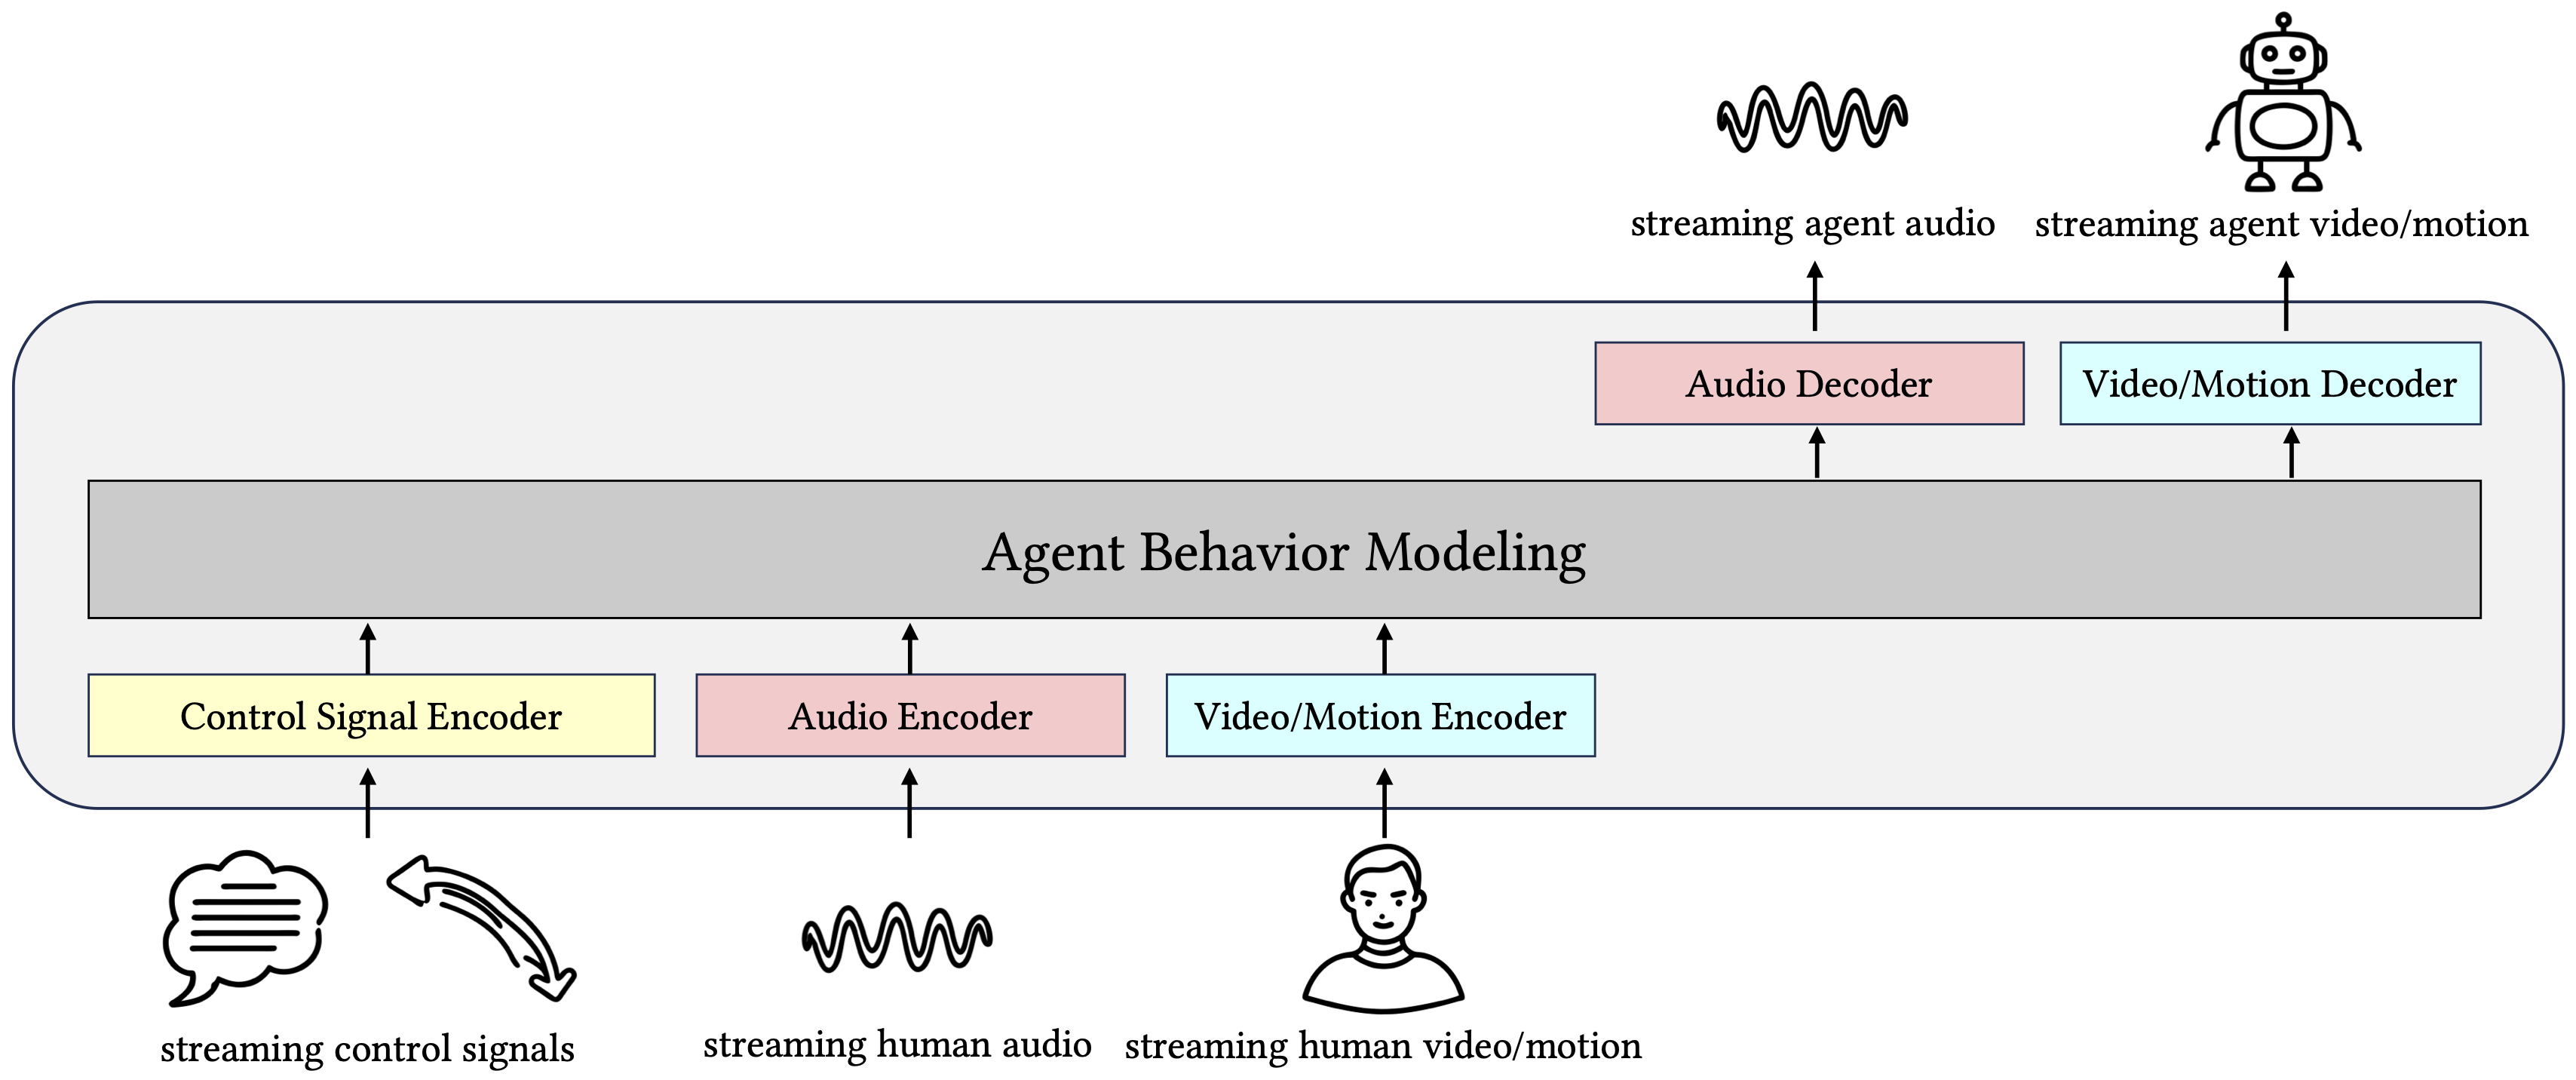 streaming agent audio
streaming agent video/motion
Audio Decoder
Video/Motion Decoder
Agent Behavior Modeling
Control Signal Encoder
Audio Encoder
Video/Motion Encoder
streaming control signals
streaming human audio
streaming human video/motion